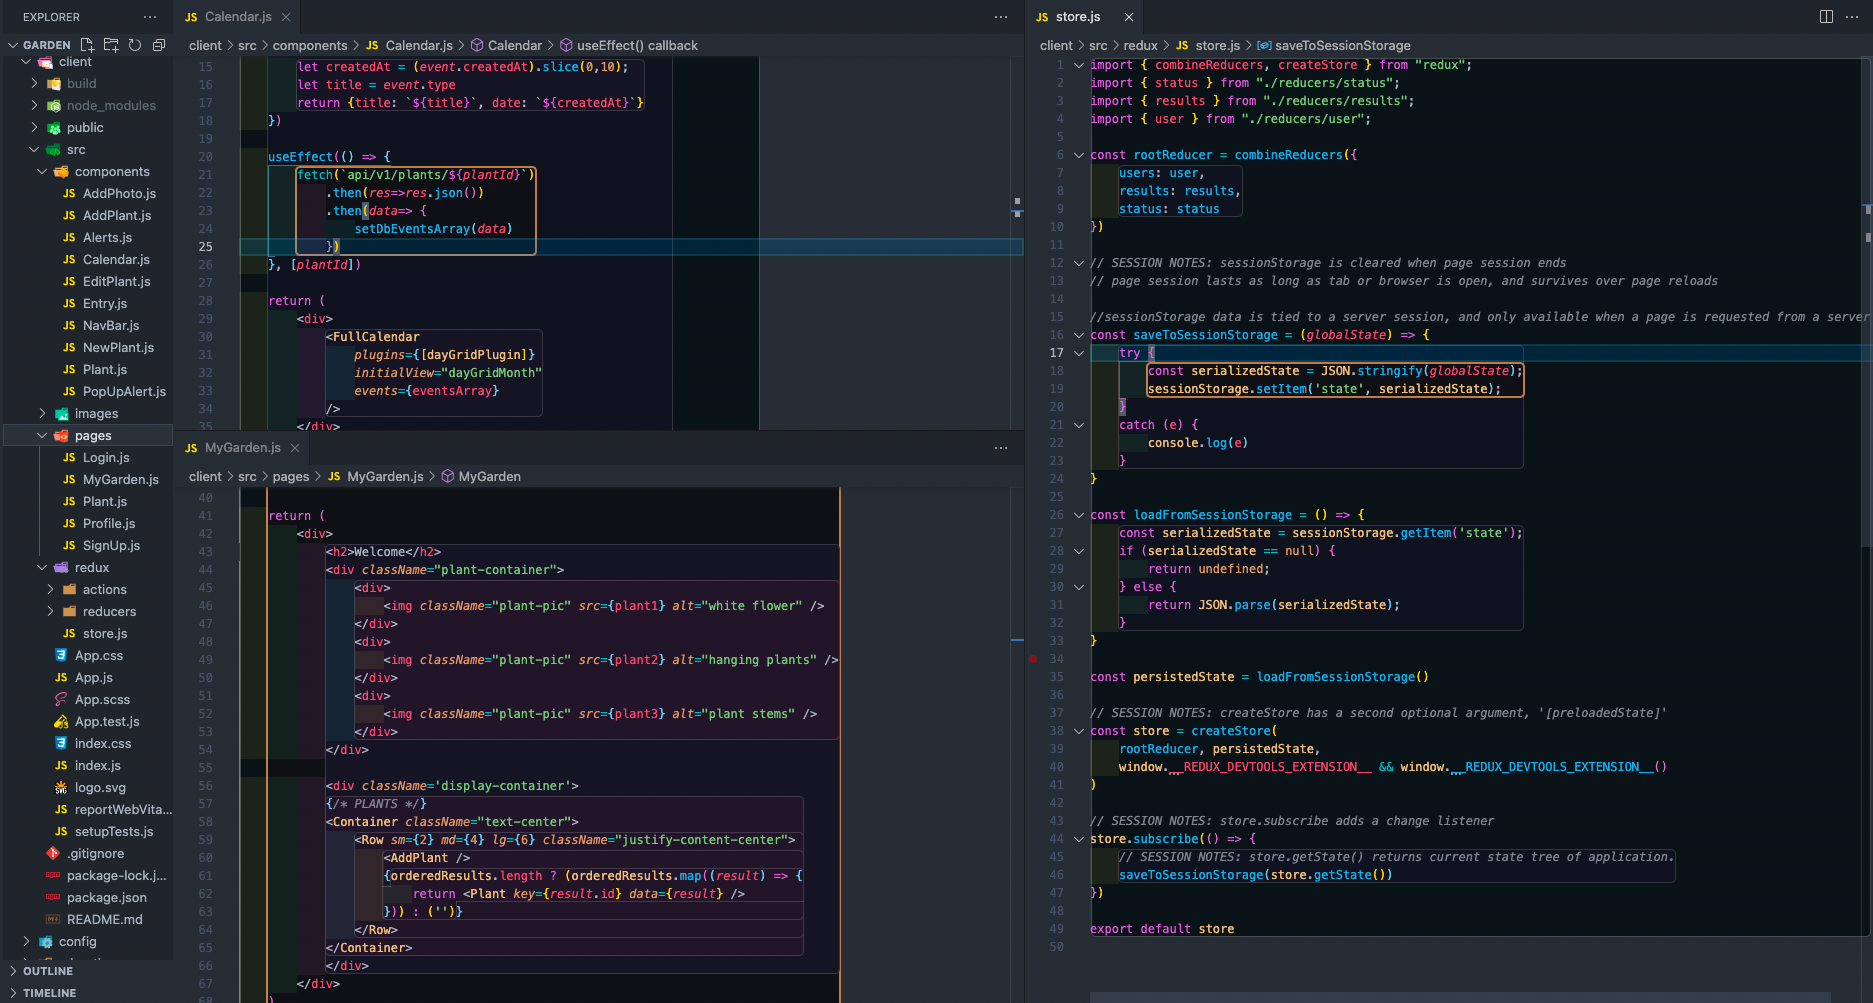 EXPLORER
GARDEN
client
build
node_modules
public
src
components
AddPhoto.js
AddPlant.js
Alerts.js
Calendar.js
EditPlant.js
Entry.js
NavBar.js
NewPlant.js
Plant.js
PopUpAlert.js
images
pages
Login.js
MyGarden.js
Plant.js
Profile.js
SignUp.js
redux
actions
reducers
store.js
App.css
App.js
App.scss
App.test.js
index.css
index.js
logo.svg
reportWebVita...
setupTests.js
.gitignore
package-lock.j...
package.json
README.md
config
OUTLINE
TIMELINE
JS Calendar.js
client > src > components > JS Calendar.js > Calendar > useEffect() callback
15 let createdAt = (event.createdAt).slice(0,10);
16 let title = event.type
17 return {title: `${title}`, date: `${createdAt}`}
18 })
19
20 useEffect(() => {
21 fetch(`api/v1/plants/${plantId}`)
22 .then(res=>res.json())
23 .then(data=> {
24 setDbEventsArray(data)
25 })
26 }, [plantId])
27
28 return (
29 <div>
30 <FullCalendar
31 plugins={[dayGridPlugin]}
32 initialView="dayGridMonth"
33 events={eventsArray}
34 />
35 </div>
JS MyGarden.js
client > src > pages > JS MyGarden.js > MyGarden
40
41 return (
42 <div>
43 <h2>Welcome</h2>
44 <div className="plant-container">
45 <div>
46 <img className="plant-pic" src={plant1} alt="white flower" />
47 </div>
48 <div>
49 <img className="plant-pic" src={plant2} alt="hanging plants" />
50 </div>
51 <div>
52 <img className="plant-pic" src={plant3} alt="plant stems" />
53 </div>
54 </div>
55
56 <div className='display-container'>
57 {/* PLANTS */}
58 <Container className="text-center">
59 <Row sm={2} md={4} lg={6} className="justify-content-center">
60 <AddPlant />
61 {orderedResults.length ? (orderedResults.map((result) => {
62 return <Plant key={result.id} data={result} />
63 })) : ('')}
64 </Row>
65 </Container>
66 </div>
67 </div>
68 )
JS store.js
client > src > redux > JS store.js > saveToSessionStorage
1 import { combineReducers, createStore } from "redux";
2 import { status } from "./reducers/status";
3 import { results } from "./reducers/results";
4 import { user } from "./reducers/user";
5
6 const rootReducer = combineReducers({
7 users: user,
8 results: results,
9 status: status
10 })
11
12 // SESSION NOTES: sessionStorage is cleared when page session ends
13 // page session lasts as long as tab or browser is open, and survives over page reloads
14
15 //sessionStorage data is tied to a server session, and only available when a page is requested from a server
16 const saveToSessionStorage = (globalState) => {
17 try {
18 const serializedState = JSON.stringify(globalState);
19 sessionStorage.setItem('state', serializedState);
20 }
21 catch (e) {
22 console.log(e)
23 }
24 }
25
26 const loadFromSessionStorage = () => {
27 const serializedState = sessionStorage.getItem('state');
28 if (serializedState == null) {
29 return undefined;
30 } else {
31 return JSON.parse(serializedState);
32 }
33 }
34
35 const persistedState = loadFromSessionStorage()
36
37 // SESSION NOTES: createStore has a second optional argument, '[preloadedState]'
38 const store = createStore(
39 rootReducer, persistedState,
40 window.__REDUX_DEVTOOLS_EXTENSION__ && window.__REDUX_DEVTOOLS_EXTENSION__()
41 )
42
43 // SESSION NOTES: store.subscribe adds a change listener
44 store.subscribe(() => {
45 // SESSION NOTES: store.getState() returns current state tree of application.
46 saveToSessionStorage(store.getState())
47 })
48
49 export default store
50